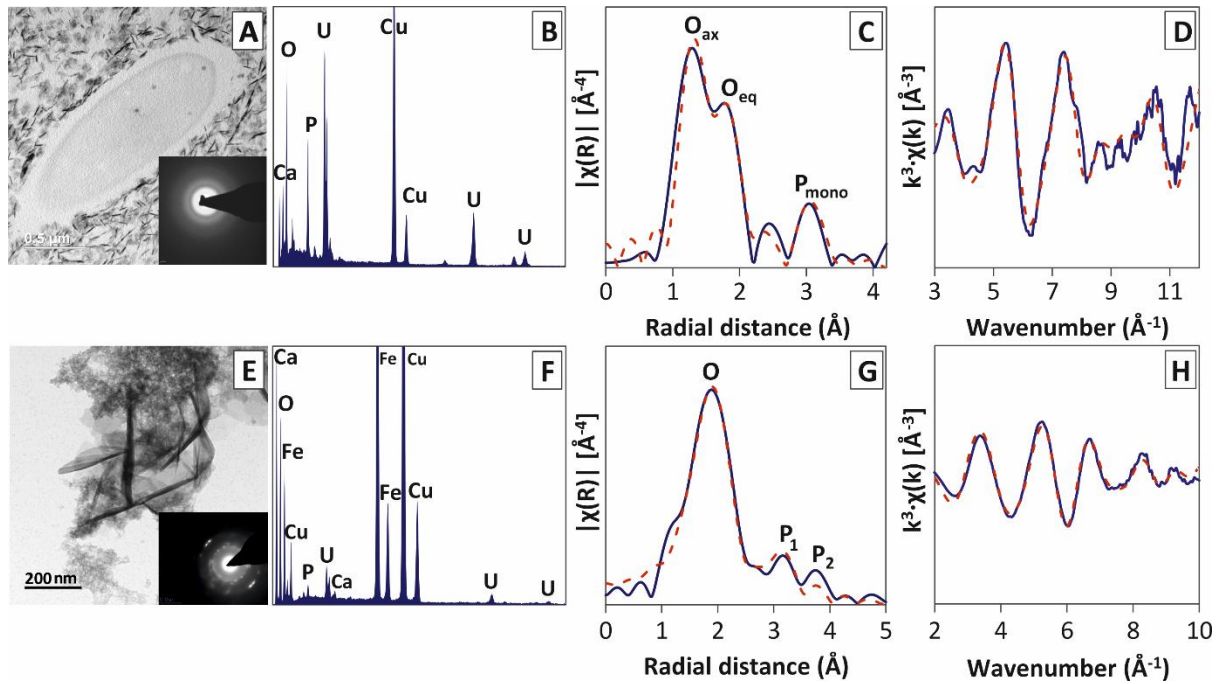 A
0.5 µm
B
O
U
Cu
P
Ca
Cu
U
U
C
|χ(R)| [Å-4]
Oax
Oeq
Pmono
0 1 2 3 4
Radial distance (Å)
D
k3·χ(k) [Å-3]
3 5 7 9 11
Wavenumber (Å-1)
E
200 nm
F
Ca
Fe
Cu
O
Fe
Fe
Cu
Cu
U
P
Ca
U
U
G
|χ(R)| [Å-4]
O
P1
P2
0 1 2 3 4 5
Radial distance (Å)
H
k3·χ(k) [Å-3]
2 4 6 8 10
Wavenumber (Å-1)